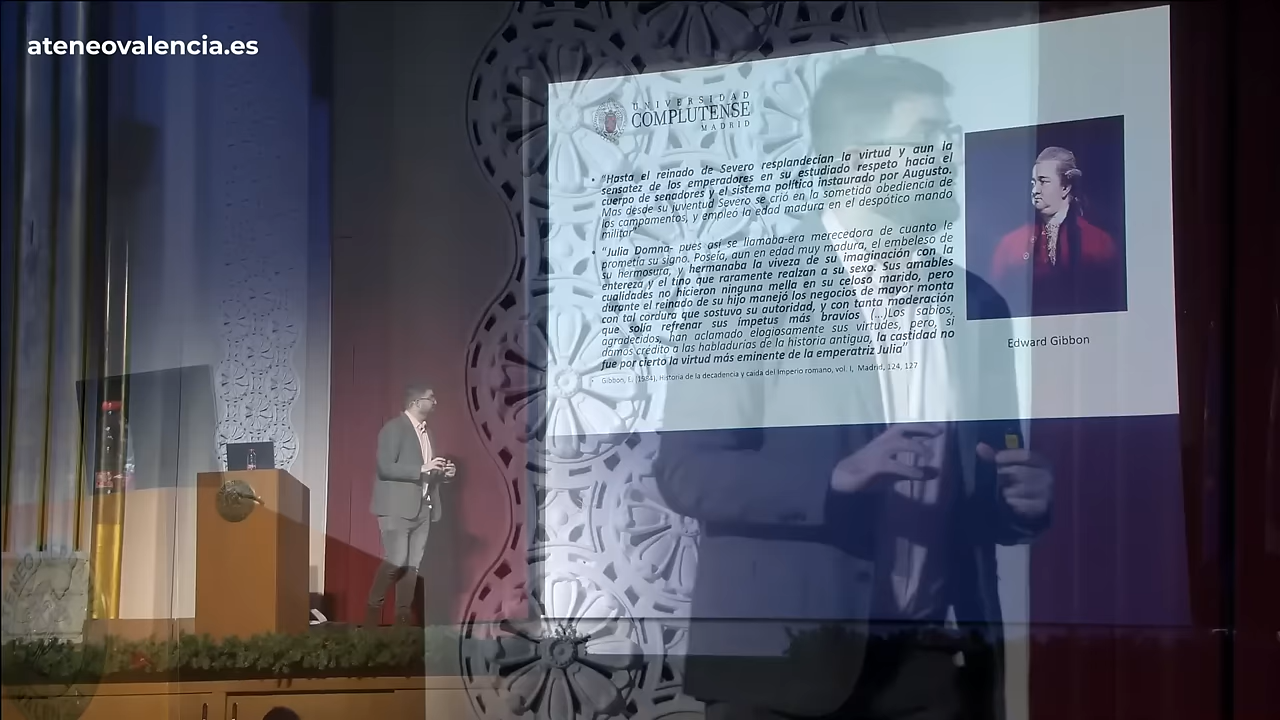 ateneovalencia.es
UNIVERSIDAD
COMPLUTENSE
MADRID
• "Hasta el reinado de Severo resplandecían la virtud y aun la
sensatez de los emperadores en su estudiado respeto hacia el
cuerpo de senadores y el sistema político instaurado por Augusto.
Mas desde su juventud Severo se crió en la sometida obediencia de
los campamentos, y empleó la edad madura en el despótico mando
militar"
• "Julia Domna- pues así se llamaba-era merecedora de cuanto le
prometía su signo. Poseía, aun en edad muy madura, el embeleso de
su hermosura, y hermanaba la viveza de su imaginación con la
entereza y el tino que raramente realzan a su sexo. Sus amables
cualidades no hicieron ninguna mella en su celoso marido, pero
durante el reinado de su hijo manejó los negocios de mayor monta
con tal cordura que sostuvo su autoridad, y con tanta moderación
que solía refrenar sus ímpetus más bravíos (...)Los sabios,
agradecidos, han aclamado elogiosamente sus virtudes, pero, si
damos crédito a las habladurías de la historia antigua, la castidad no
fue por cierto la virtud más eminente de la emperatriz Julia"
• Gibbon, E. (1984), Historia de la decadencia y caída del Imperio romano, vol. I, Madrid, 124, 127
Edward Gibbon